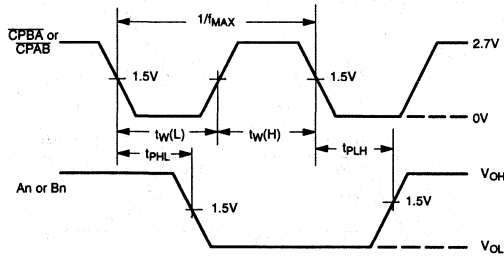 1/fMAX
CPBA or
CPAB
2.7V
1.5V
1.5V
0V
tW(L)
tW(H)
tPHL
tPLH
An or Bn
VOH
1.5V
1.5V
VOL